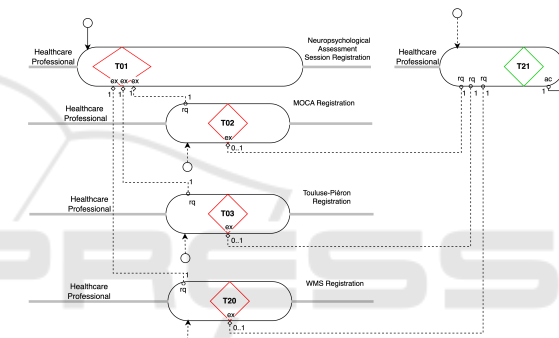 Neuropsychological
Assessment
Session Registration
Healthcare
Professional
T01
ex ex ex
1 1 1
Healthcare
Professional
T21
rq rq rq
ac
1 1 1
1
1
rq
MOCA Registration
Healthcare
Professional
T02
ex
0..1
1
rq
Touluse-Piéron
Registration
Healthcare
Professional
T03
ex
0..1
1
rq
WMS Registration
Healthcare
Professional
T20
ex
0..1
PRESS